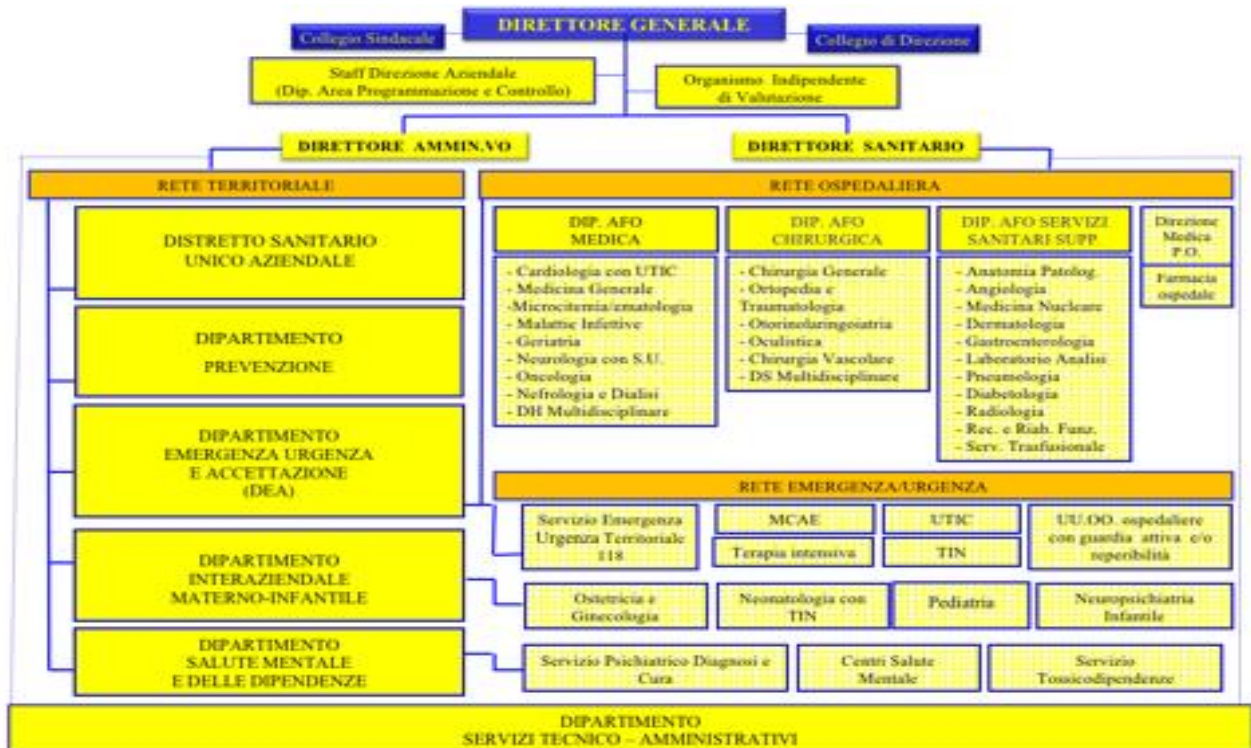 DIRETTORE GENERALE
Collegio Sindacale
Collegio di Direzione
Staff Direzione Aziendale
(Dip. Area Programmazione e Controllo)
Organismo Indipendente
di Valutazione
DIRETTORE AMMIN.VO
DIRETTORE SANITARIO
RETE TERRITORIALE
DISTRETTO SANITARIO
UNICO AZIENDALE
DIPARTIMENTO
PREVENZIONE
DIPARTIMENTO
EMERGENZA URGENZA
E ACCETTAZIONE
(DEA)
DIPARTIMENTO
INTERAZIENDALE
MATERNO-INFANTILE
DIPARTIMENTO
SALUTE MENTALE
E DELLE DIPENDENZE
RETE OSPEDALIERA
DIP. AFO
MEDICA
- Cardiologia con UTIC
- Medicina Generale
-Microcitemia/ematologia
- Malattie Infettive
- Geriatria
- Neurologia con S.U.
- Oncologia
- Nefrologia e Dialisi
- DH Multidisciplinare
DIP. AFO
CHIRURGICA
- Chirurgia Generale
- Ortopedia e
Traumatologia
- Otorinolaringoiatria
- Oculistica
- Chirurgia Vascolare
- DS Multidisciplinare
DIP. AFO SERVIZI
SANITARI SUPP.
- Anatomia Patolog.
- Angiologia
- Medicina Nucleare
- Dermatologia
- Gastroenterologia
- Laboratorio Analisi
- Pneumologia
- Diabetologia
- Radiologia
- Rec. e Riab. Funz.
- Serv. Trasfusionale
Direzione
Medica
P.O.
Farmacia
ospedale
RETE EMERGENZA/URGENZA
Servizio Emergenza
Urgenza Territoriale
118
MCAE
Terapia intensiva
UTIC
TIN
UU.OO. ospedaliere
con guardia attiva e/o
reperibilità
Ostetricia e
Ginecologia
Neonatologia con
TIN
Pediatria
Neuropsichiatria
Infantile
Servizio Psichiatrico Diagnosi e
Cura
Centri Salute
Mentale
Servizio
Tossicodipendenze
DIPARTIMENTO
SERVIZI TECNICO – AMMINISTRATIVI